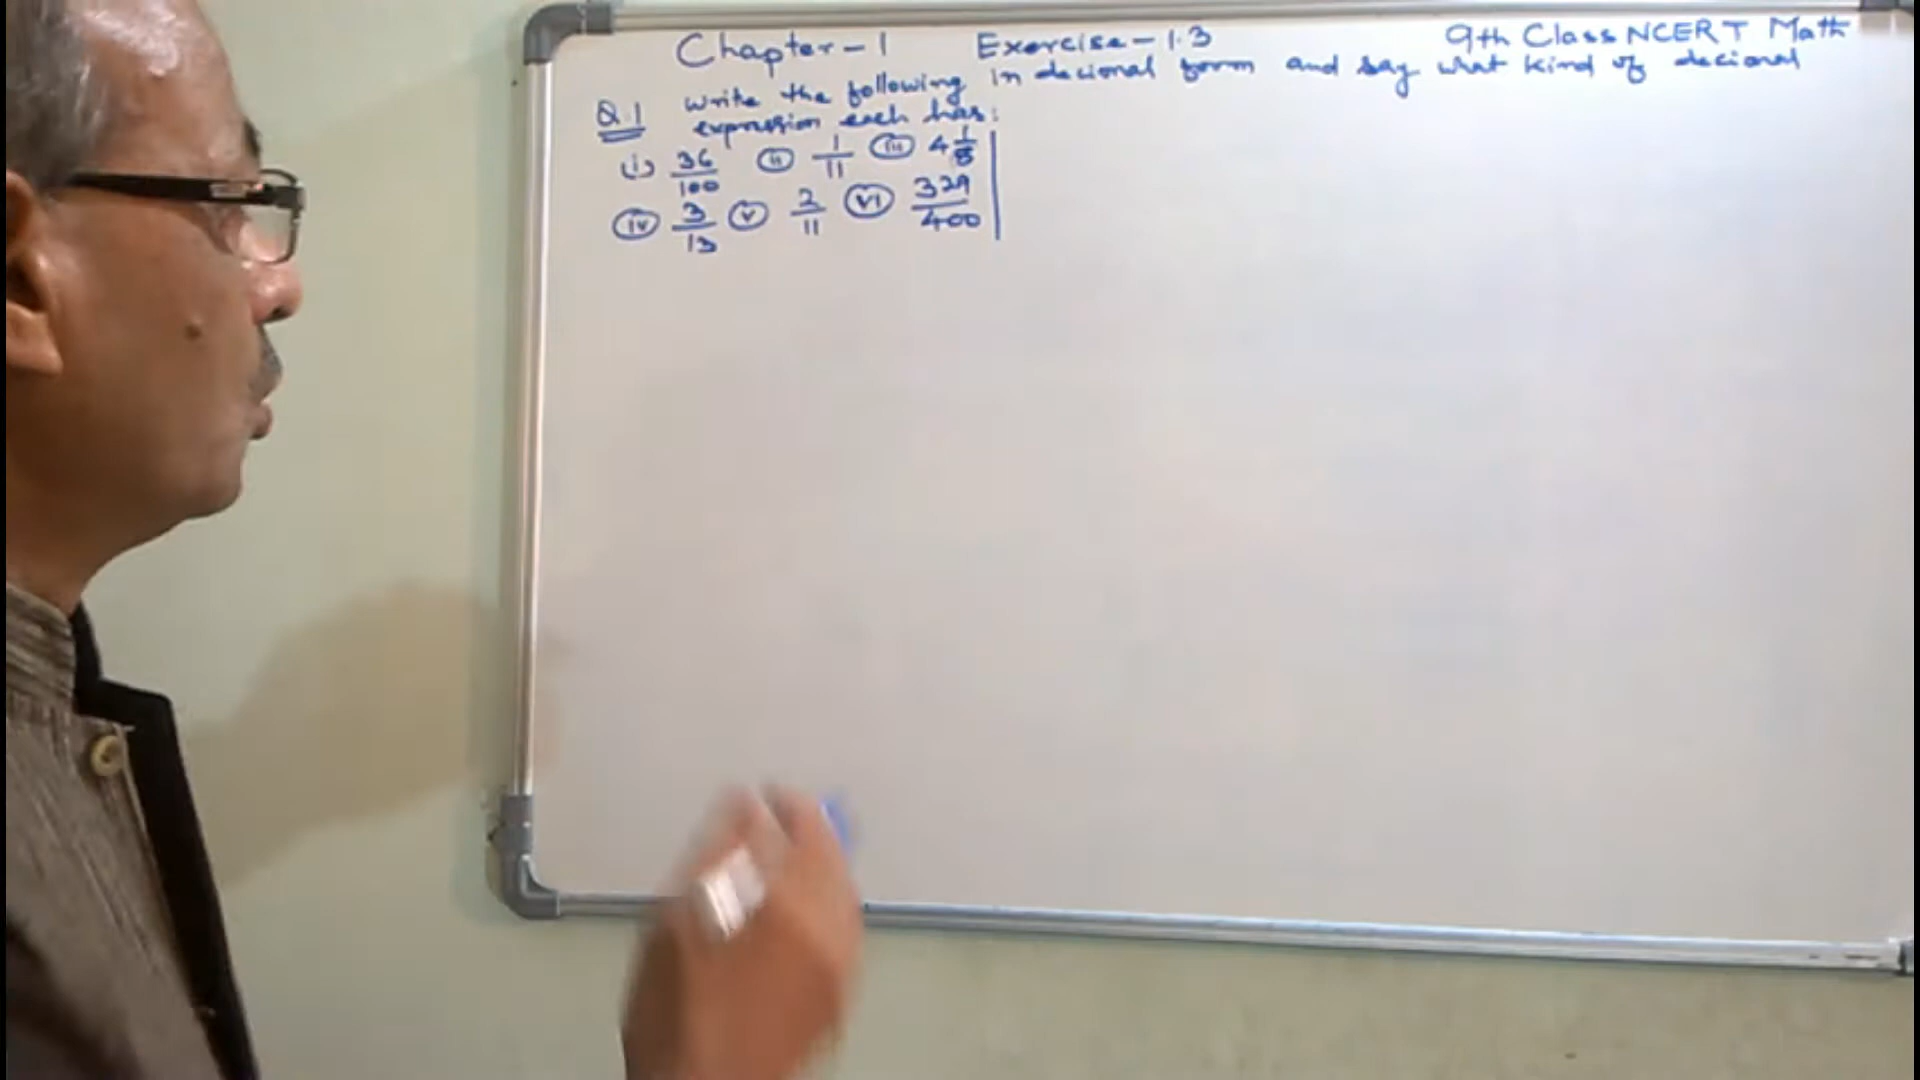 Chapter-1 Exercise-1.3 9th Class NCERT Math
Q.1 Write the following in decimal form and say what kind of decimal
expression each has:
(i) 36/100 (ii) 1/11 (iii) 4 1/8
(iv) 3/13 (v) 2/11 (vi) 329/400